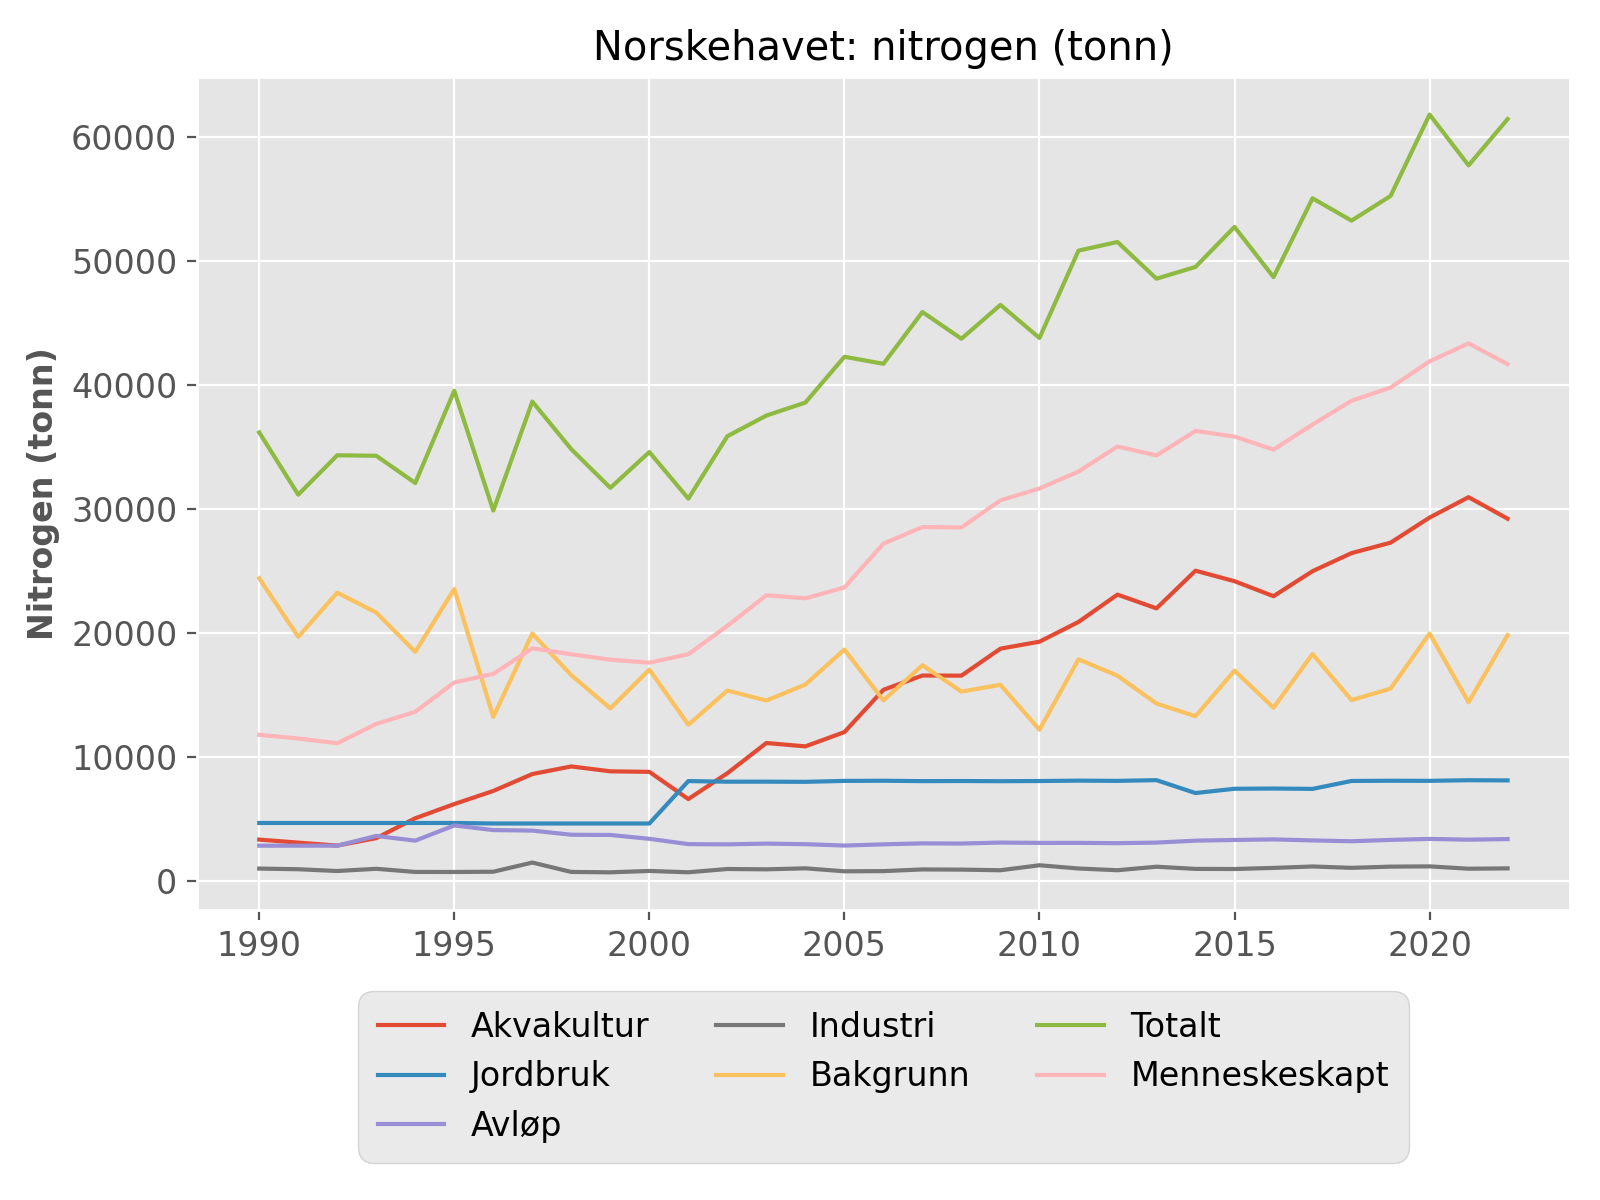 Norskehavet: nitrogen (tonn)
Nitrogen (tonn)
60000
50000
40000
30000
20000
10000
0
1990 1995 2000 2005 2010 2015 2020
Akvakultur Industri Totalt
Jordbruk Bakgrunn Menneskeskapt
Avløp